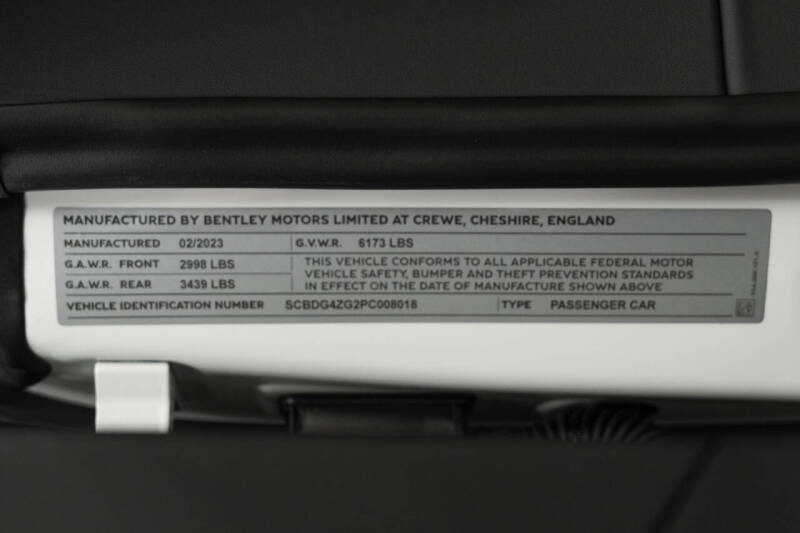 MANUFACTURED BY BENTLEY MOTORS LIMITED AT CREWE, CHESHIRE, ENGLAND
MANUFACTURED 02/2023 G.V.W.R. 6173 LBS
G.A.W.R. FRONT 2998 LBS
G.A.W.R. REAR 3439 LBS
THIS VEHICLE CONFORMS TO ALL APPLICABLE FEDERAL MOTOR
VEHICLE SAFETY, BUMPER AND THEFT PREVENTION STANDARDS
IN EFFECT ON THE DATE OF MANUFACTURE SHOWN ABOVE
VEHICLE IDENTIFICATION NUMBER SCBDG4ZG2PC008018 TYPE PASSENGER CAR